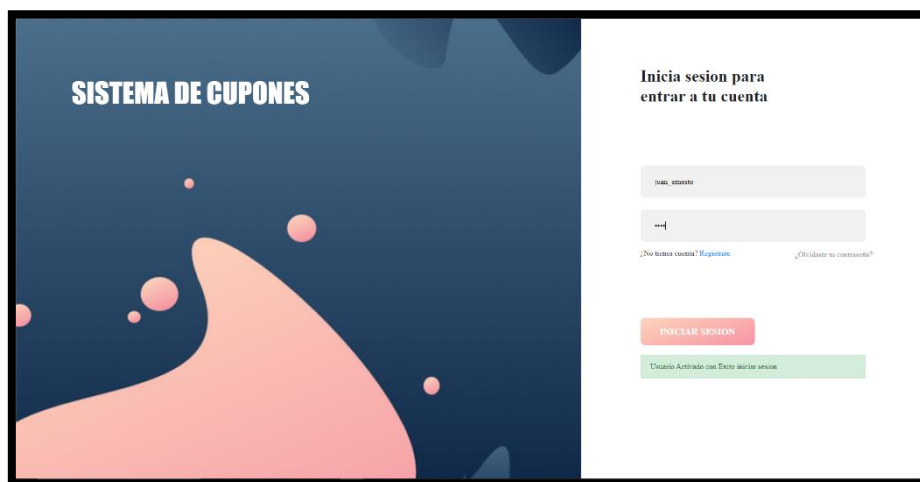 SISTEMA DE CUPONES
Inicia sesion para
entrar a tu cuenta
juan_ernesto
¿No tienes cuenta? Registrate
¿Olvidaste tu contraseña?
INICIAR SESION
Usuario Activado con Exito iniciar sesion